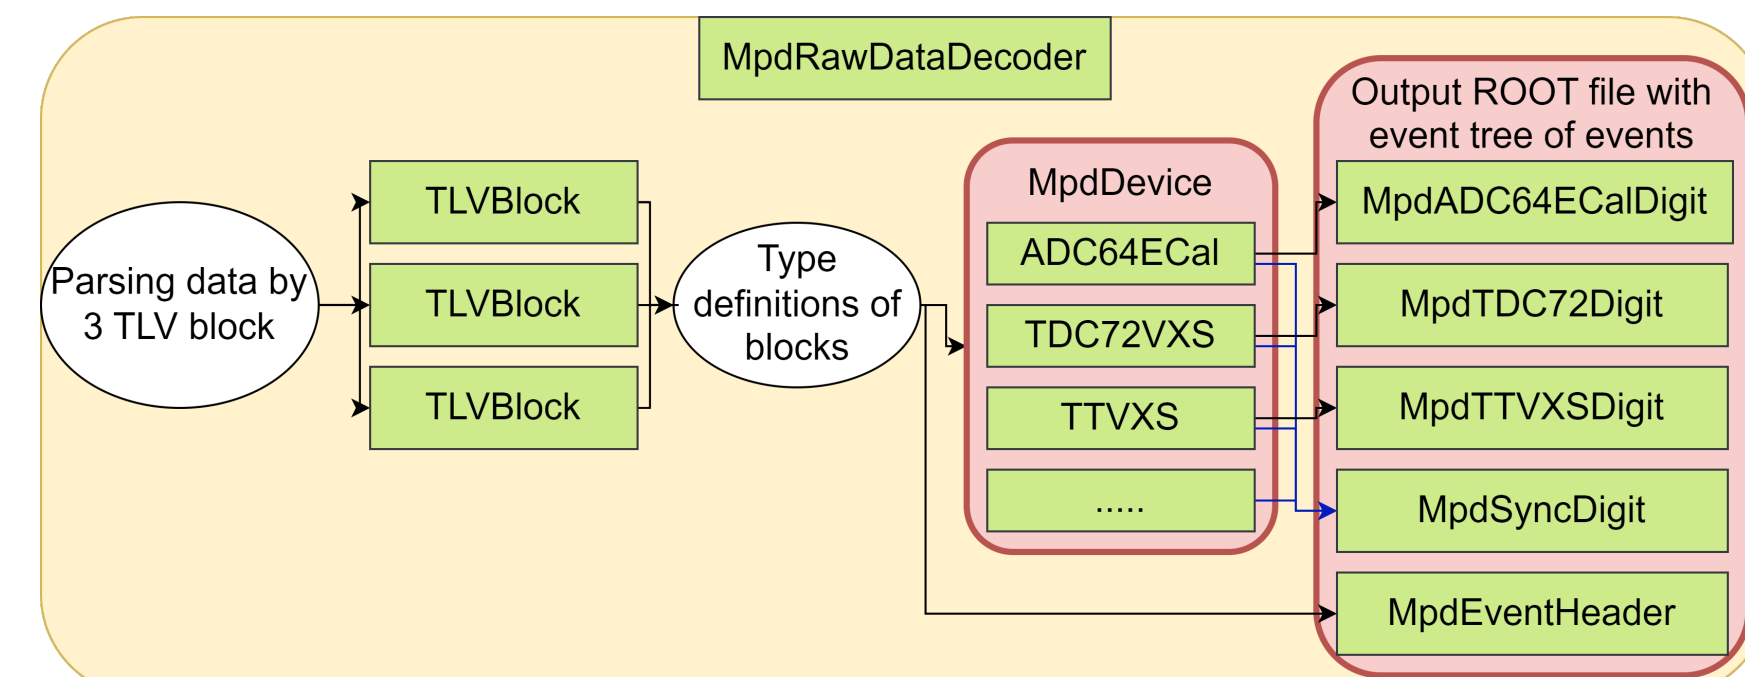 MpdRawDataDecoder
Parsing data by
3 TLV block
TLVBlock
TLVBlock
TLVBlock
Type
definitions of
blocks
MpdDevice
ADC64ECal
TDC72VXS
TTVXS
.....
Output ROOT file with
event tree of events
MpdADC64ECalDigit
MpdTDC72Digit
MpdTTVXSDigit
MpdSyncDigit
MpdEventHeader